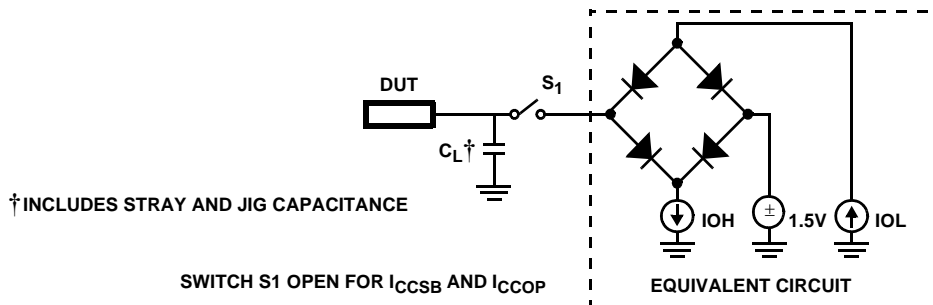 DUT
S1
CL†
†INCLUDES STRAY AND JIG CAPACITANCE
IOH
±
1.5V
IOL
SWITCH S1 OPEN FOR ICCSB AND ICCOP
EQUIVALENT CIRCUIT